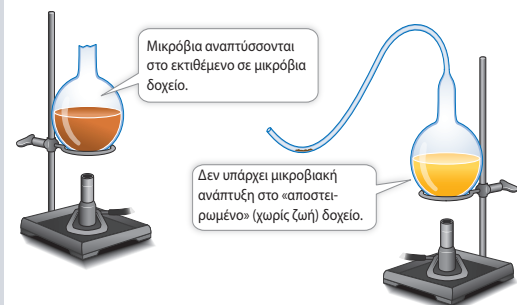 Μικρόβια αναπτύσσονται
στο εκτιθέμενο σε μικρόβια
δοχείο.
Δεν υπάρχει μικροβιακή
ανάπτυξη στο «αποστει-
ρωμένο» (χωρίς ζωή) δοχείο.